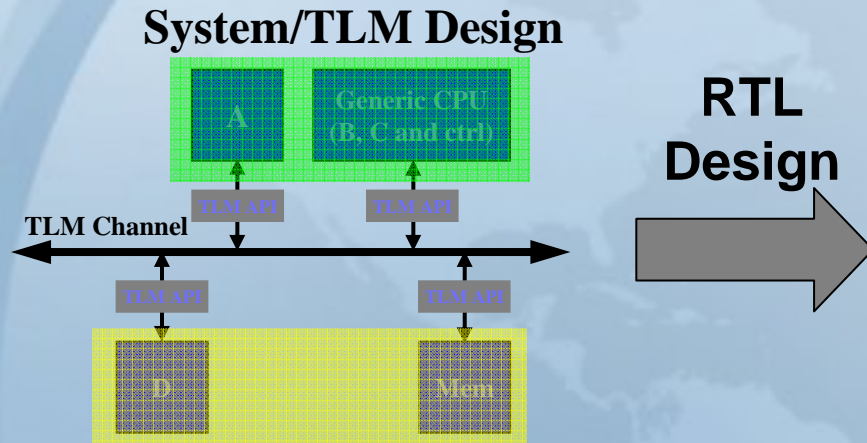 System/TLM Design
A
Generic CPU
(B, C and ctrl)
RTL
Design
TLM API
TLM API
TLM Channel
TLM API
TLM API
D
Mem